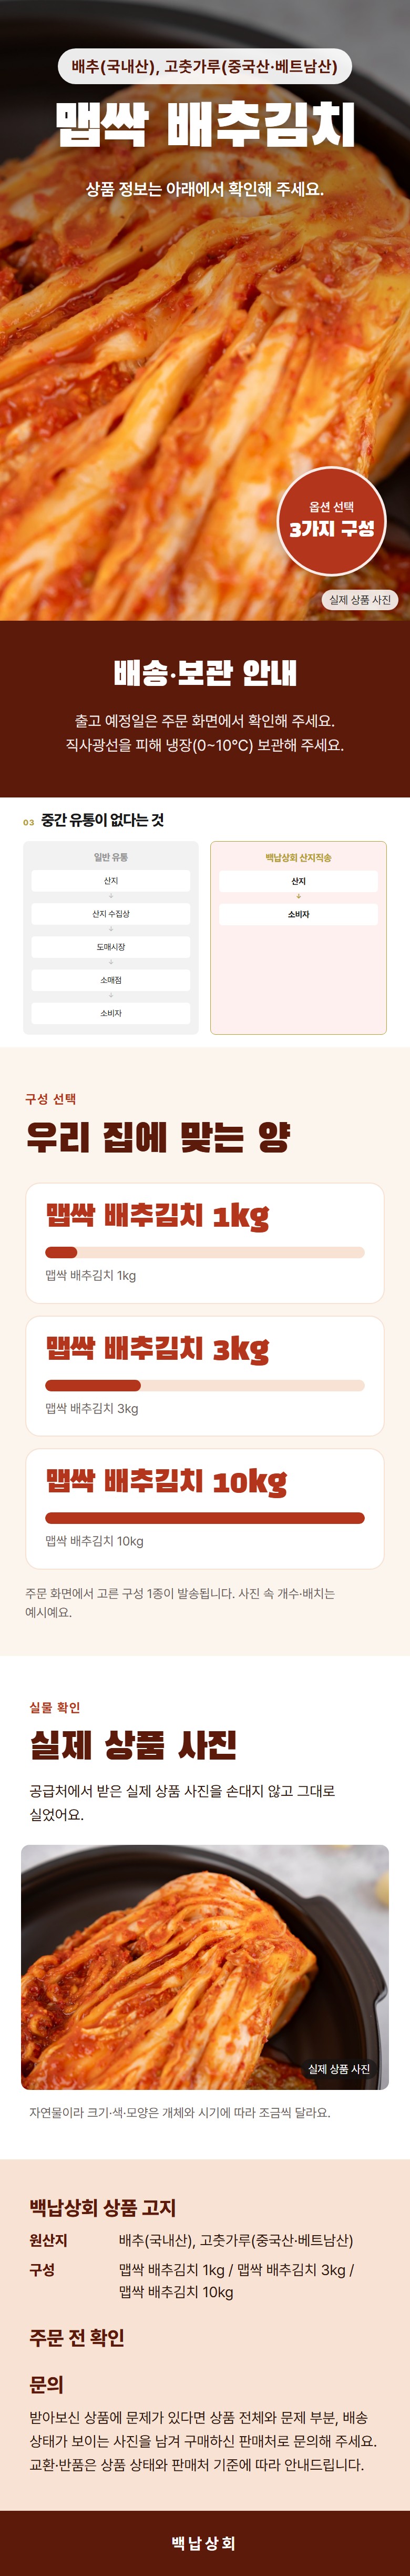 배추(국내산), 고춧가루(중국산·베트남산)
맵싹 배추김치
상품 정보는 아래에서 확인해 주세요.
옵션 선택
3가지 구성
실제 상품 사진
배송·보관 안내
출고 예정일은 주문 화면에서 확인해 주세요.
직사광선을 피해 냉장(0~10°C) 보관해 주세요.
03 중간 유통이 없다는 것
일반 유통
산지
↓
산지 수집상
↓
도매시장
↓
소매점
↓
소비자
백납상회 산지직송
산지
↓
소비자
구성 선택
우리 집에 맞는 양
맵싹 배추김치 1kg
맵싹 배추김치 1kg
맵싹 배추김치 3kg
맵싹 배추김치 3kg
맵싹 배추김치 10kg
맵싹 배추김치 10kg
주문 화면에서 고른 구성 1종이 발송됩니다. 사진 속 개수·배치는
예시예요.
실물 확인
실제 상품 사진
공급처에서 받은 실제 상품 사진을 손대지 않고 그대로
실었어요.
실제 상품 사진
자연물이라 크기·색·모양은 개체와 시기에 따라 조금씩 달라요.
백납상회 상품 고지
원산지 배추(국내산), 고춧가루(중국산·베트남산)
구성 맵싹 배추김치 1kg / 맵싹 배추김치 3kg /
맵싹 배추김치 10kg
주문 전 확인
문의
받아보신 상품에 문제가 있다면 상품 전체와 문제 부분, 배송
상태가 보이는 사진을 남겨 구매하신 판매처로 문의해 주세요.
교환·반품은 상품 상태와 판매처 기준에 따라 안내드립니다.
백납상회